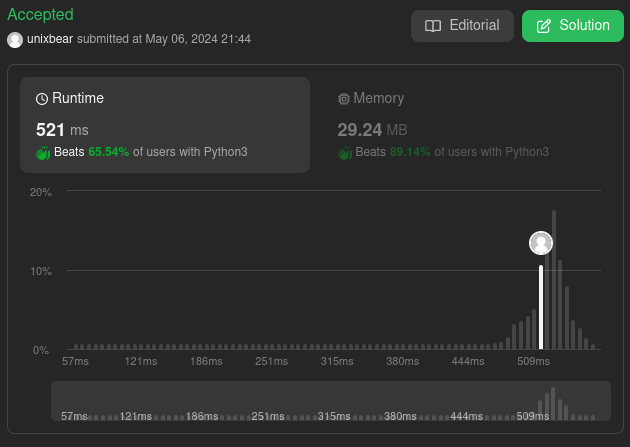 Accepted
unixbear submitted at May 06, 2024 21:44
Editorial
Solution
Runtime
521 ms
Beats 65.54% of users with Python3
Memory
29.24 MB
Beats 89.14% of users with Python3
20%
10%
0%
57ms 121ms 186ms 251ms 315ms 380ms 444ms 509ms
57ms 121ms 186ms 251ms 315ms 380ms 444ms 509ms